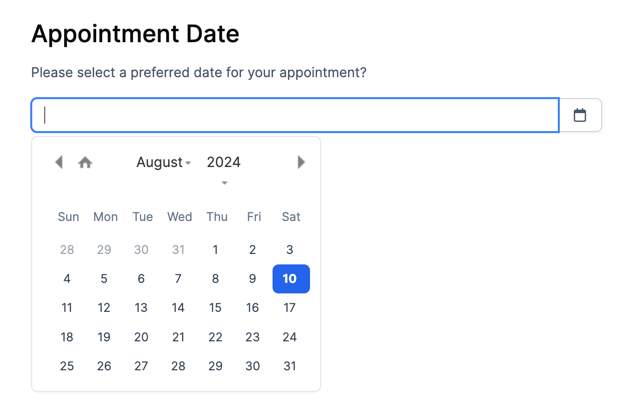 Appointment Date
Please select a preferred date for your appointment?
August 2024
Sun Mon Tue Wed Thu Fri Sat
28 29 30 31 1 2 3
4 5 6 7 8 9 10
11 12 13 14 15 16 17
18 19 20 21 22 23 24
25 26 27 28 29 30 31